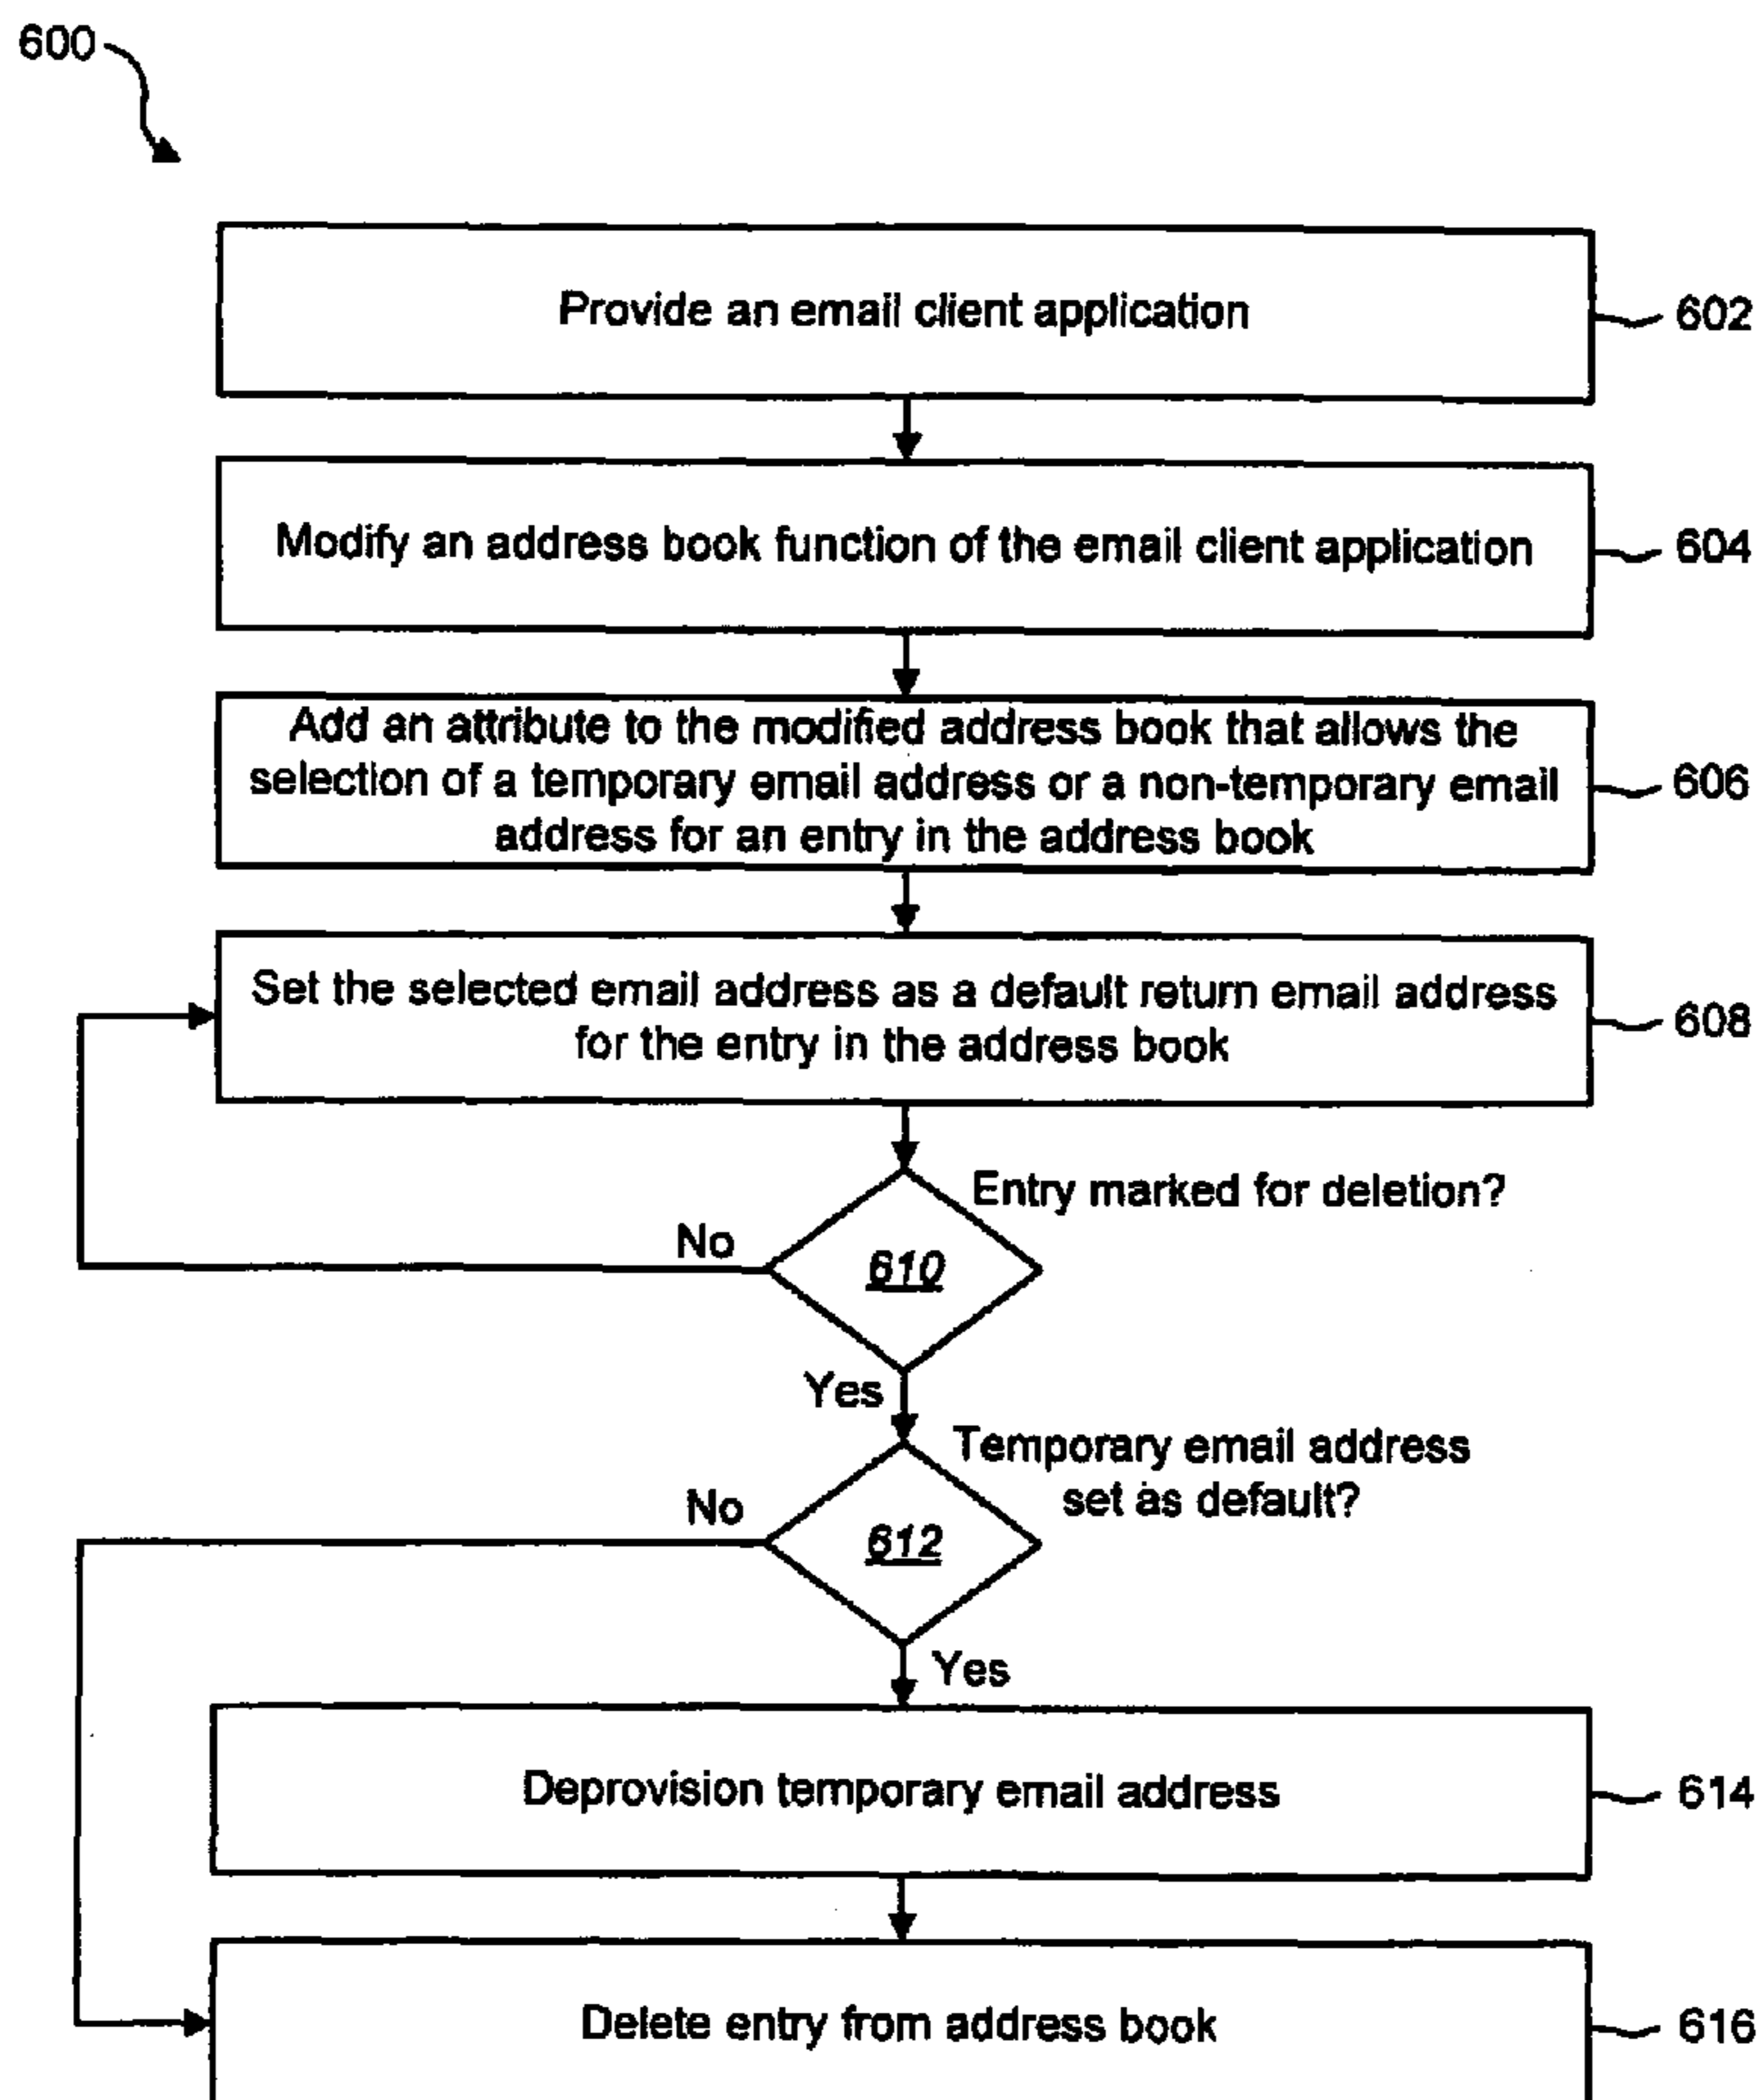 600
Provide an email client application
602
Modify an address book function of the email client application
604
Add an attribute to the modified address book that allows the
selection of a temporary email address or a non-temporary email
address for an entry in the address book
606
Set the selected email address as a default return email address
for the entry in the address book
608
Entry marked for deletion?
No
610
Yes
Temporary email address
set as default?
No
612
Yes
Deprovision temporary email address
614
Delete entry from address book
616